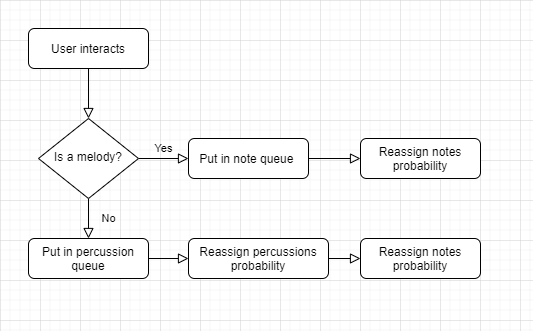 User interacts
Is a melody?
Yes
Put in note queue
Reassign notes
probability
No
Put in percussion
queue
Reassign percussions
probability
Reassign notes
probability